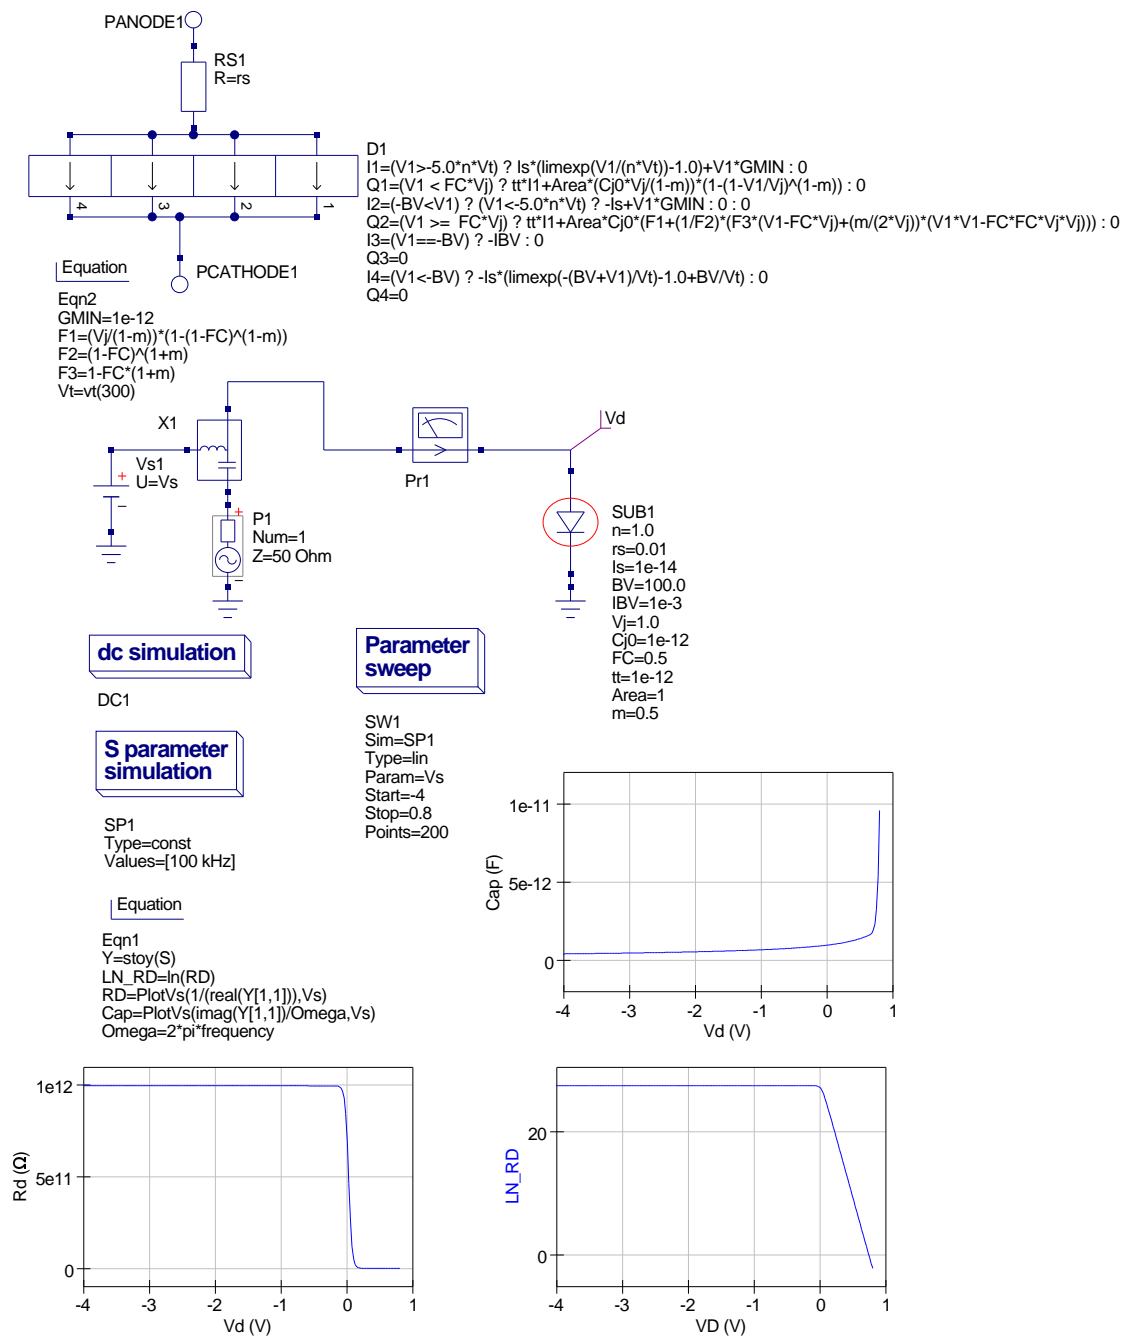 PANODE1
RS1
R=rs
4
3
2
1
PCATHODE1
D1
I1=(V1>-5.0*n*Vt) ? Is*(limexp(V1/(n*Vt))-1.0)+V1*GMIN : 0
Q1=(V1 < FC*Vj) ? tt*I1+Area*(Cj0*Vj/(1-m))*(1-(1-V1/Vj)^(1-m)) : 0
I2=(-BV<V1) ? (V1<-5.0*n*Vt) ? -Is+V1*GMIN : 0 : 0
Q2=(V1 >= FC*Vj) ? tt*I1+Area*Cj0*(F1+(1/F2)*(F3*(V1-FC*Vj)+(m/(2*Vj))*(V1*V1-FC*FC*Vj*Vj))) : 0
I3=(V1==-BV) ? -IBV : 0
Q3=0
I4=(V1<-BV) ? -Is*(limexp(-(BV+V1)/Vt)-1.0+BV/Vt) : 0
Q4=0
Equation
Eqn2
GMIN=1e-12
F1=(Vj/(1-m))*(1-(1-FC)^(1-m))
F2=(1-FC)^(1+m)
F3=1-FC*(1+m)
Vt=vt(300)
X1
Vs1
U=Vs
P1
Num=1
Z=50 Ohm
Pr1
Vd
SUB1
n=1.0
rs=0.01
Is=1e-14
BV=100.0
IBV=1e-3
Vj=1.0
Cj0=1e-12
FC=0.5
tt=1e-12
Area=1
m=0.5
dc simulation
DC1
Parameter
sweep
SW1
Sim=SP1
Type=lin
Param=Vs
Start=-4
Stop=0.8
Points=200
S parameter
simulation
SP1
Type=const
Values=[100 kHz]
Equation
Eqn1
Y=stoy(S)
LN_RD=ln(RD)
RD=PlotVs(1/(real(Y[1,1])),Vs)
Cap=PlotVs(imag(Y[1,1])/Omega,Vs)
Omega=2*pi*frequency
Cap (F)
1e-11
5e-12
0
-4 -3 -2 -1 0 1
Vd (V)
Rd (Ω)
1e12
5e11
0
-4 -3 -2 -1 0 1
Vd (V)
LN_RD
20
0
-4 -3 -2 -1 0 1
VD (V)